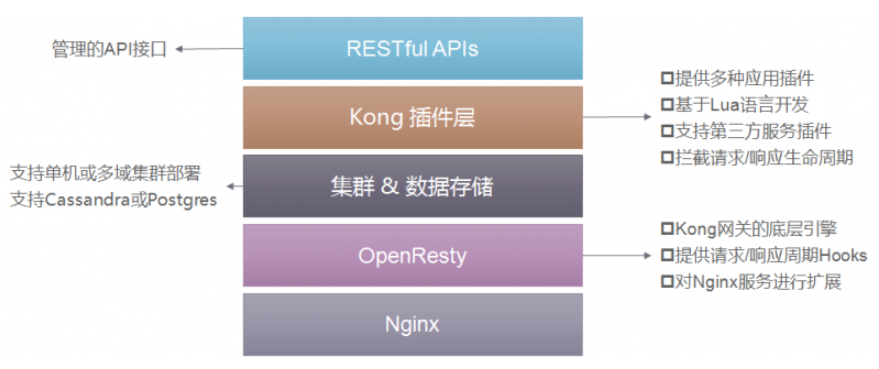 RESTful APIs
管理的API接口
Kong 插件层
提供多种应用插件
基于Lua语言开发
支持第三方服务插件
拦截请求/响应生命周期
集群 & 数据存储
支持单机或多域集群部署
支持Cassandra或Postgres
OpenResty
Kong网关的底层引擎
提供请求/响应周期Hooks
对Nginx服务进行扩展
Nginx